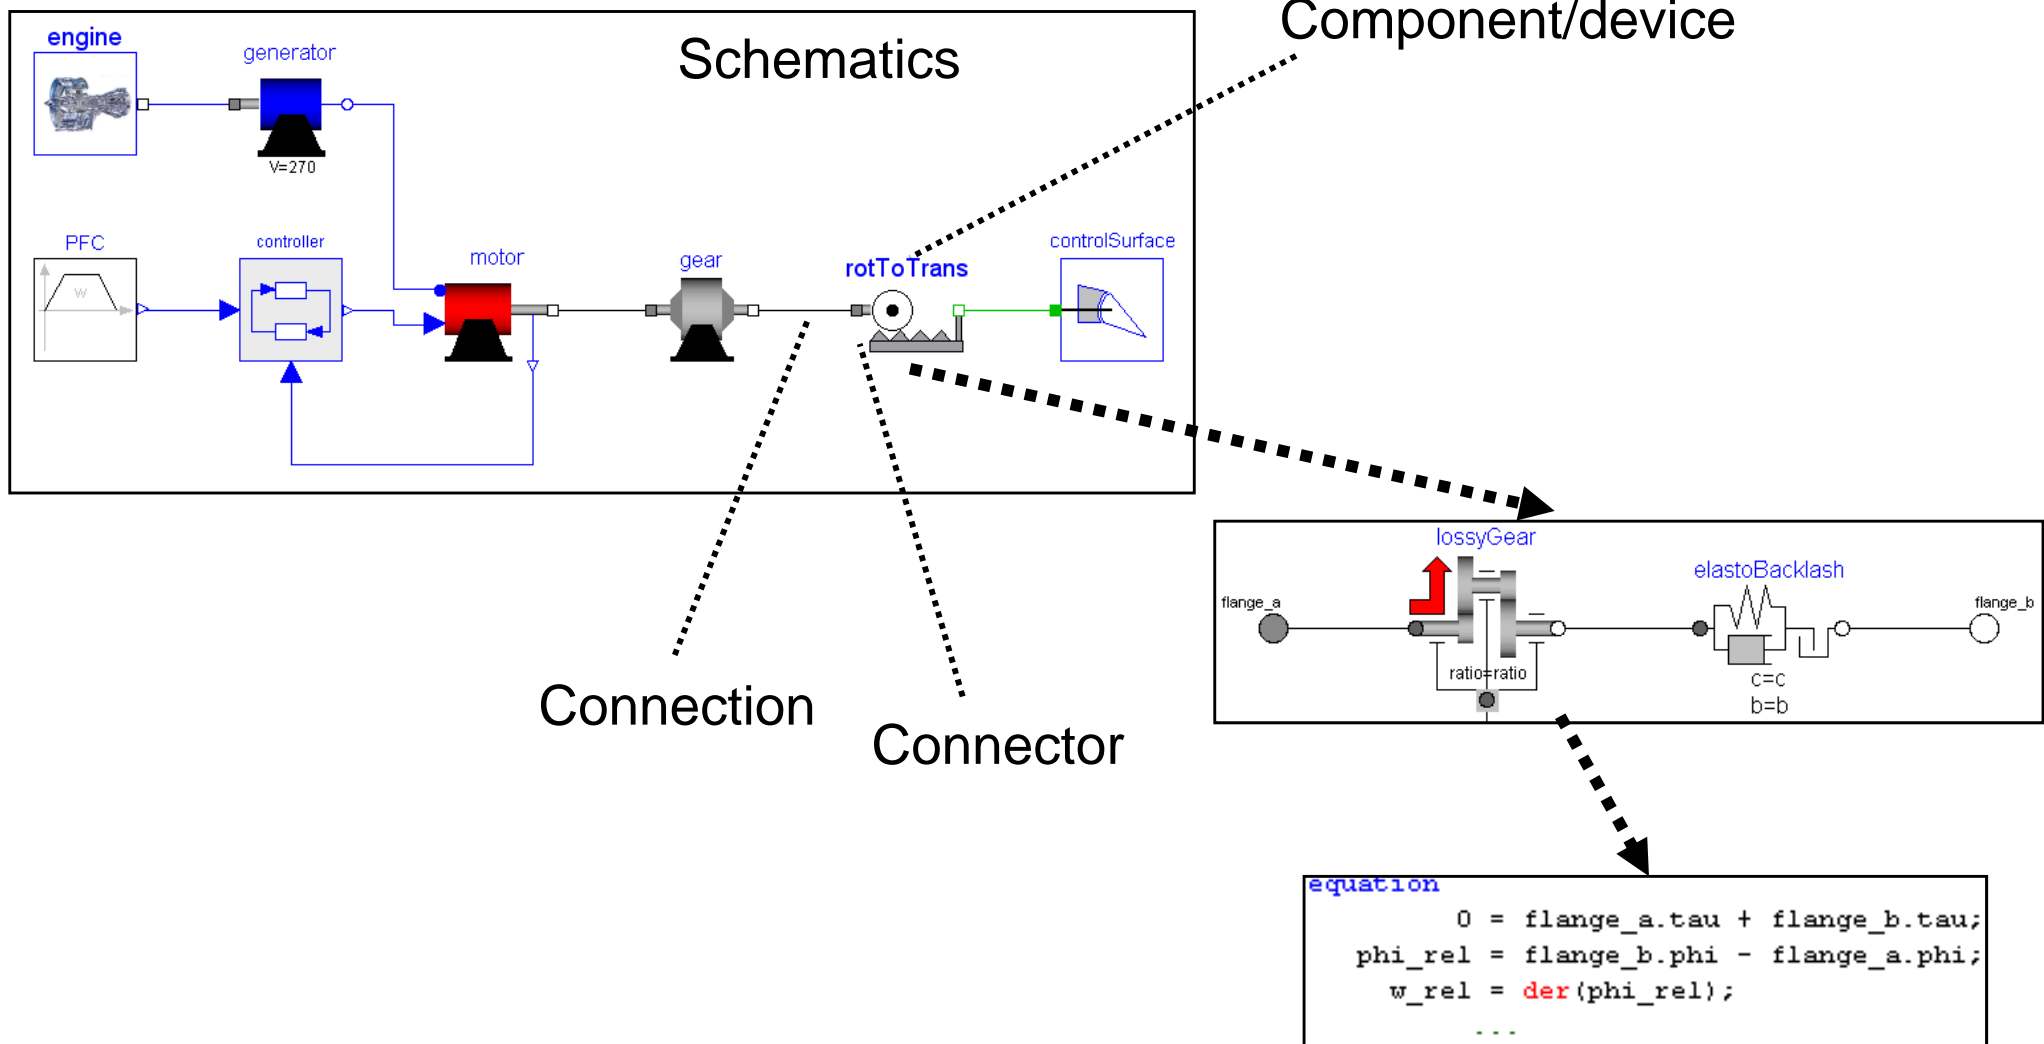 Component/device
Schematics
engine
generator
V=270
PFC
w
controller
motor
gear
rotToTrans
controlSurface
Connection
Connector
lossyGear
elastoBacklash
flange_a
flange_b
ratio=ratio
c=c
b=b
equation
0 = flange_a.tau + flange_b.tau;
phi_rel = flange_b.phi - flange_a.phi;
w_rel = der(phi_rel);
...